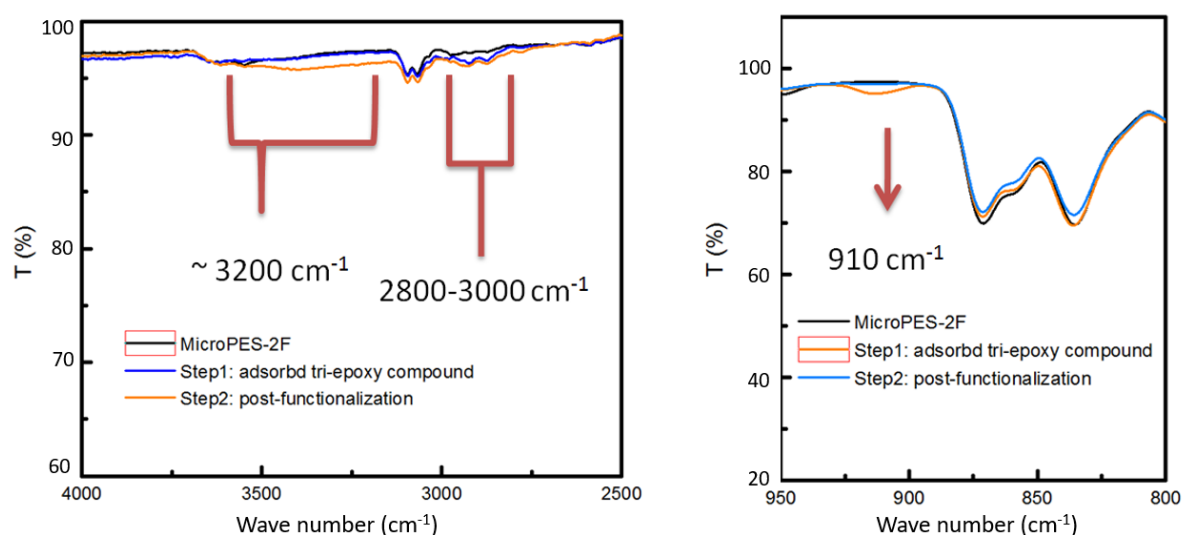 100
90
80
70
60
T (%)
~ 3200 cm-1
2800-3000 cm-1
MicroPES-2F
Step1: adsorbd tri-epoxy compound
Step2: post-functionalization
4000
3500
3000
2500
Wave number (cm-1)
100
80
60
40
20
T (%)
910 cm-1
MicroPES-2F
Step1: adsorbd tri-epoxy compound
Step2: post-functionalization
950
900
850
800
Wave number (cm-1)